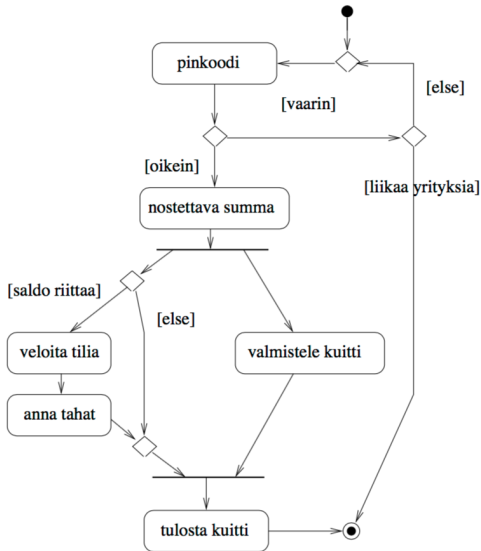 pinkoodi
[else]
[vaarin]
[oikein]
[liikaa yrityksia]
nostettava summa
[saldo riittaa]
[else]
veloita tilia
valmistele kuitti
anna tahat
tulosta kuitti